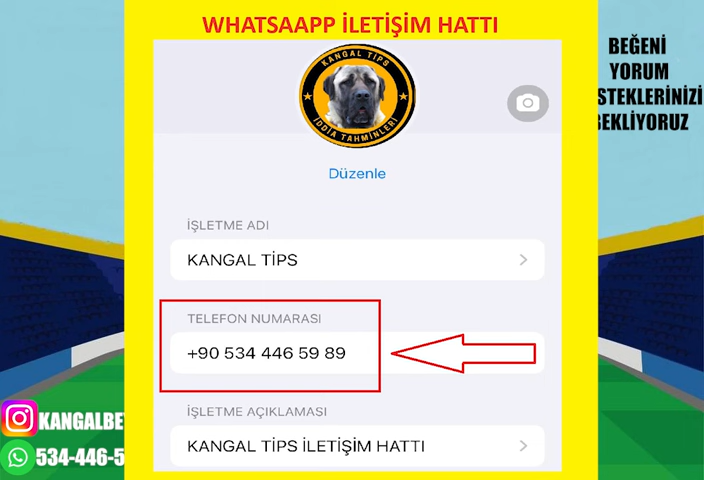 WHATSAAPP İLETİŞİM HATTI
KANGAL TİPS
İDDİA TAHMİNLERİ
BEĞENİ
YORUM
STEKLERİNİZİ
BEKLİYORUZ
Düzenle
İŞLETME ADI
KANGAL TİPS
TELEFON NUMARASI
+90 534 446 59 89
İŞLETME AÇIKLAMASI
KANGAL TİPS İLETİŞİM HATTI
KANGALBE
534-446-5